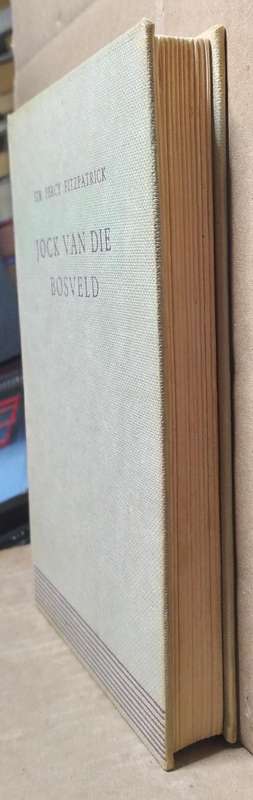 SIR PERCY FITZPATRICK
JOCK VAN DIE
BOSVELD